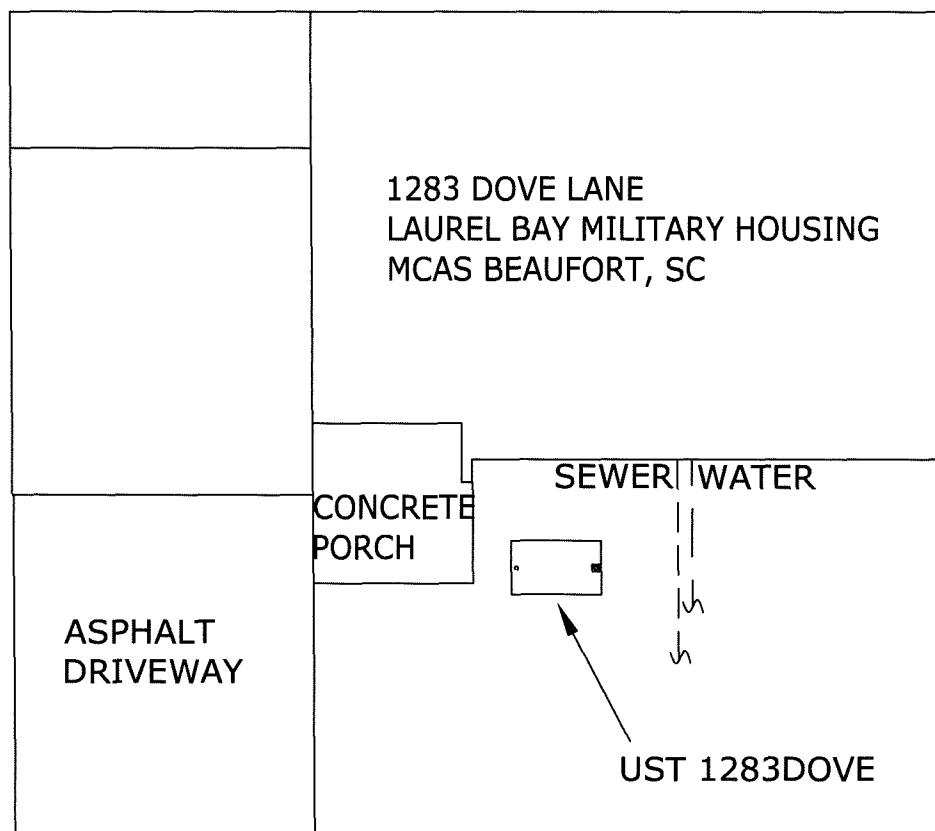 1283 DOVE LANE
LAUREL BAY MILITARY HOUSING
MCAS BEAUFORT, SC
SEWER WATER
CONCRETE
PORCH
ASPHALT
DRIVEWAY
UST 1283DOVE